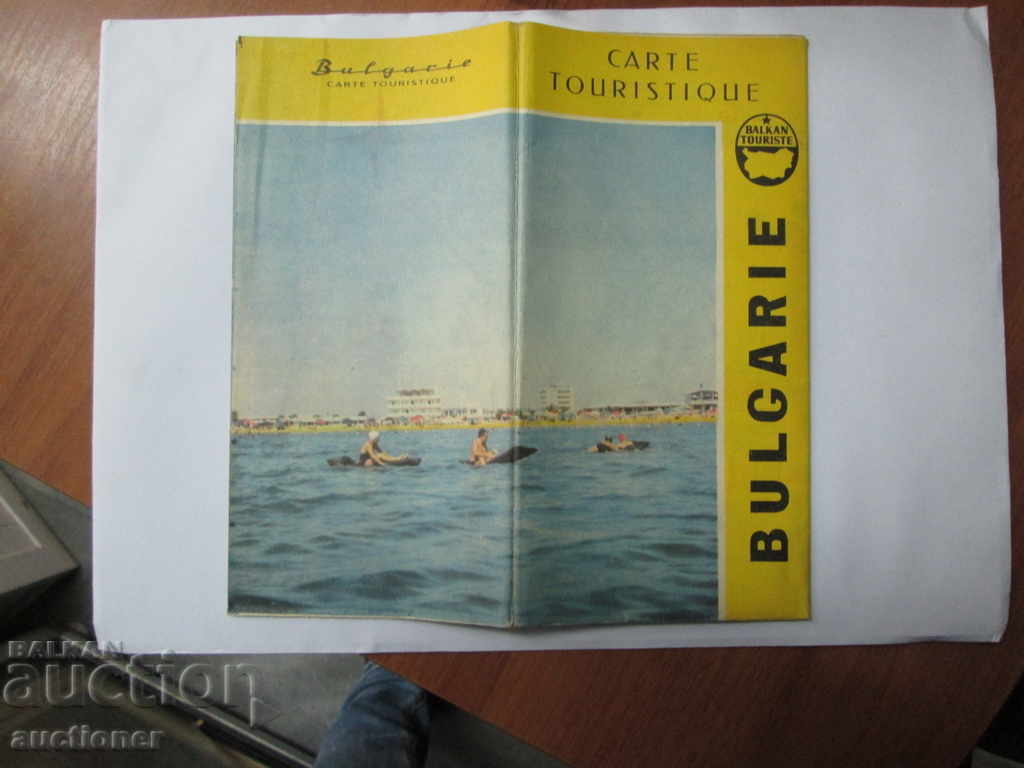 Bulgarie
CARTE TOURISTIQUE
CARTE
TOURISTIQUE
BALKAN
TOURISTE
BULGARIE
BALKAN
auction
auctioner